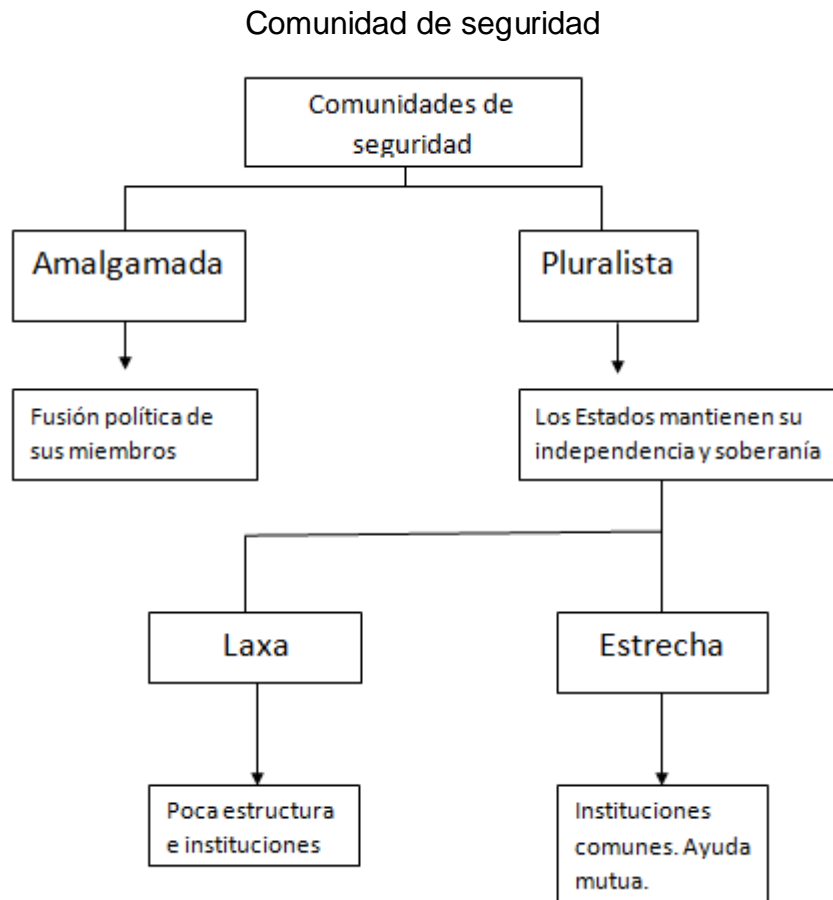 Comunidad de seguridad
Comunidades de
seguridad
Amalgamada
Pluralista
Fusión política de
sus miembros
Los Estados mantienen su
independencia y soberanía
Laxa
Estrecha
Poca estructura
e instituciones
Instituciones
comunes. Ayuda
mutua.